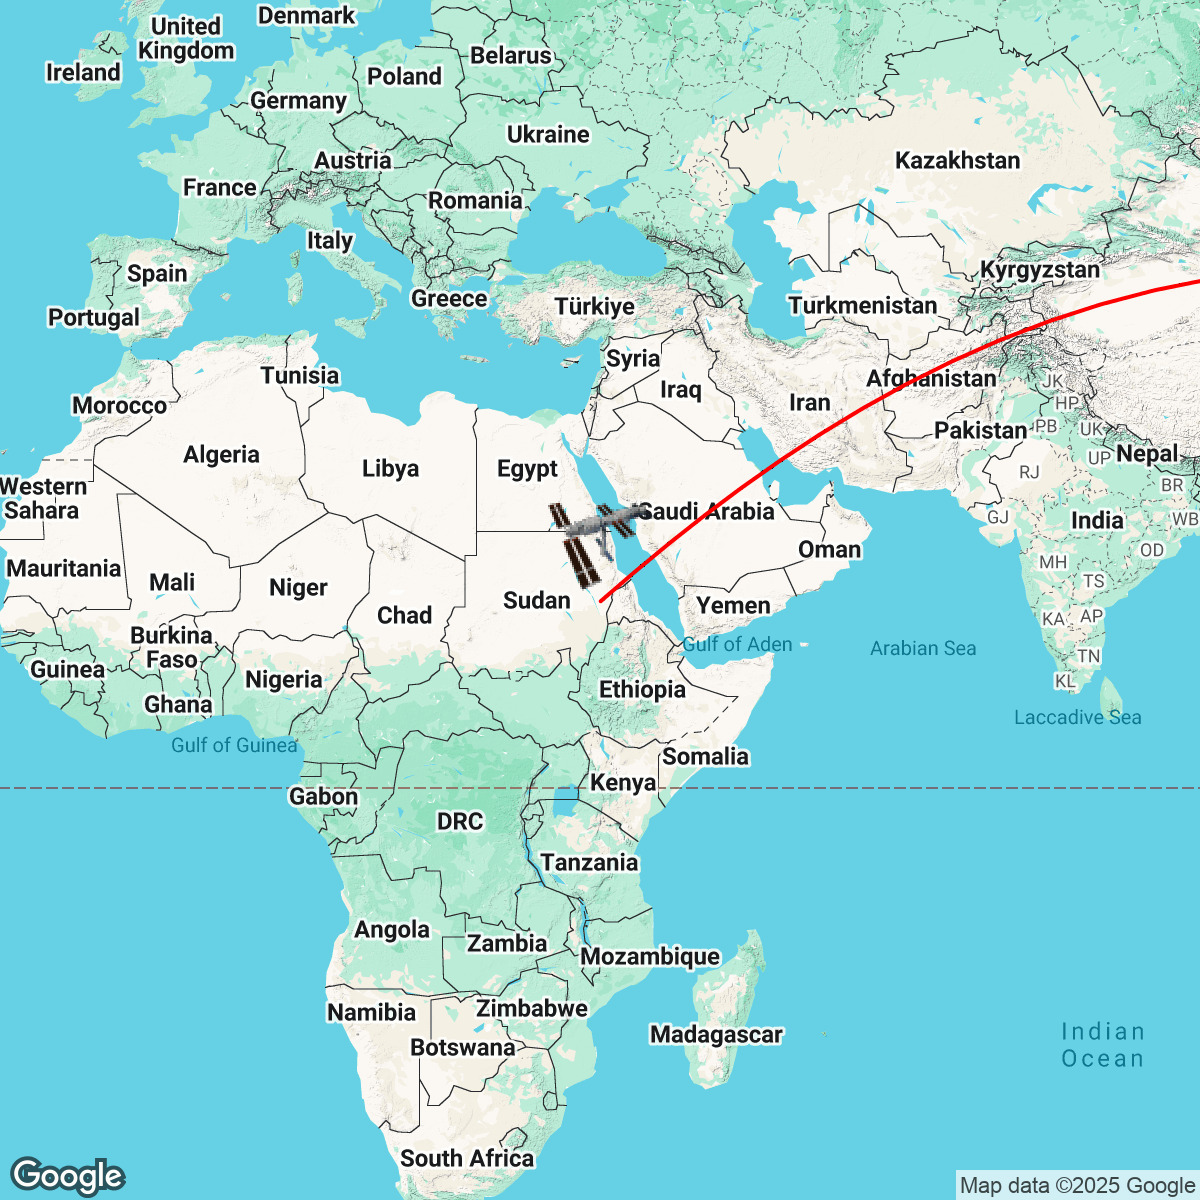 Denmark
United
Kingdom
Ireland
Belarus
Poland
Germany
Ukraine
Austria
Kazakhstan
France
Romania
Italy
Spain
Kyrgyzstan
Greece
Türkiye
Turkmenistan
Portugal
Syria
Tunisia
Iraq
Afghanistan
JK
Iran
HP
Morocco
Pakistan
PB
UK
Algeria
Nepal
UP
Libya
Egypt
RJ
BR
Western
Sahara
Saudi Arabia
GJ
India
WB
Oman
OD
Mauritania
MH
Mali
TS
Niger
Sudan
Yemen
Chad
AP
KA
Burkina
Faso
Gulf of Aden
Arabian Sea
TN
Guinea
Nigeria
KL
Ethiopia
Ghana
Laccadive Sea
Gulf of Guinea
Somalia
Kenya
Gabon
DRC
Tanzania
Angola
Zambia
Mozambique
Zimbabwe
Namibia
Indian
Ocean
Madagascar
Botswana
South Africa
Google
Map data ©2025 Google